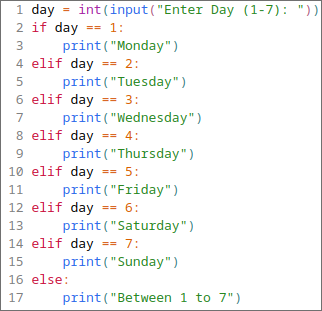 1 day = int(input("Enter Day (1-7): "))
2 if day == 1:
3     print("Monday")
4 elif day == 2:
5     print("Tuesday")
6 elif day == 3:
7     print("Wednesday")
8 elif day == 4:
9     print("Thursday")
10 elif day == 5:
11     print("Friday")
12 elif day == 6:
13     print("Saturday")
14 elif day == 7:
15     print("Sunday")
16 else:
17     print("Between 1 to 7")